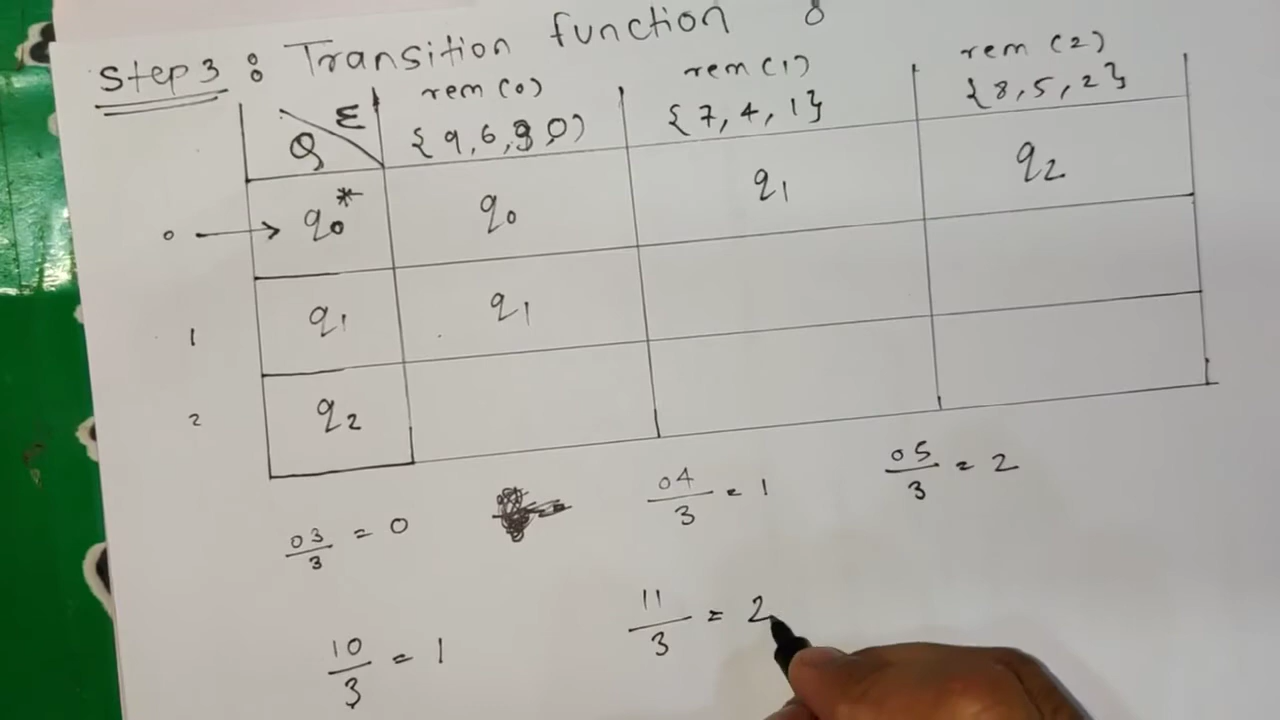 Step 3 : Transition function δ
rem (0) rem (1) rem (2)
Q Σ {9, 6, 3, 0) {7, 4, 1} {8, 5, 2}
0 → q0* q0 q1 q2
1 q1 q1
2 q2
03/3 = 0 04/3 = 1 05/3 = 2
10/3 = 1 11/3 = 2